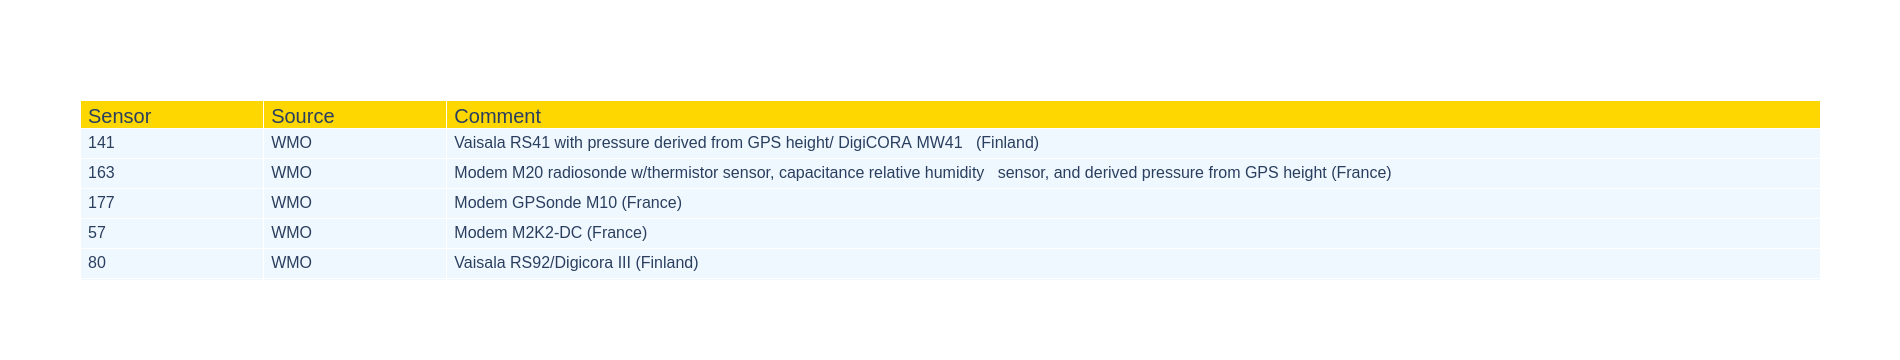 Sensor Source Comment
141 WMO Vaisala RS41 with pressure derived from GPS height/ DigiCORA MW41   (Finland)
163 WMO Modem M20 radiosonde w/thermistor sensor, capacitance relative humidity   sensor, and derived pressure from GPS height (France)
177 WMO Modem GPSonde M10 (France)
57 WMO Modem M2K2-DC (France)
80 WMO Vaisala RS92/Digicora III (Finland)